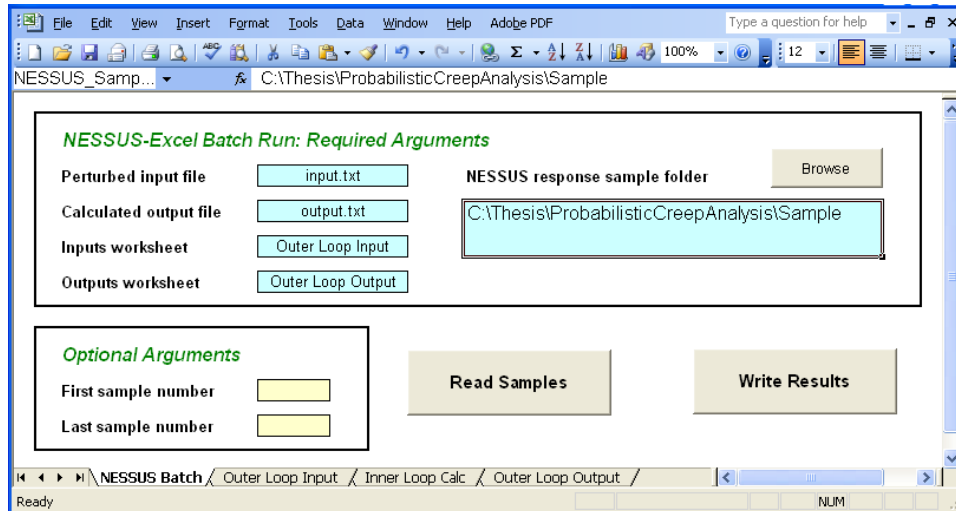 File Edit View Insert Format Tools Data Window Help Adobe PDF Type a question for help
100% 12
NESSUS_Samp... fx C:\Thesis\ProbabilisticCreepAnalysis\Sample
NESSUS-Excel Batch Run: Required Arguments
Perturbed input file input.txt NESSUS response sample folder Browse
Calculated output file output.txt C:\Thesis\ProbabilisticCreepAnalysis\Sample
Inputs worksheet Outer Loop Input
Outputs worksheet Outer Loop Output
Optional Arguments
First sample number Read Samples Write Results
Last sample number
NESSUS Batch / Outer Loop Input / Inner Loop Calc / Outer Loop Output /
Ready NUM